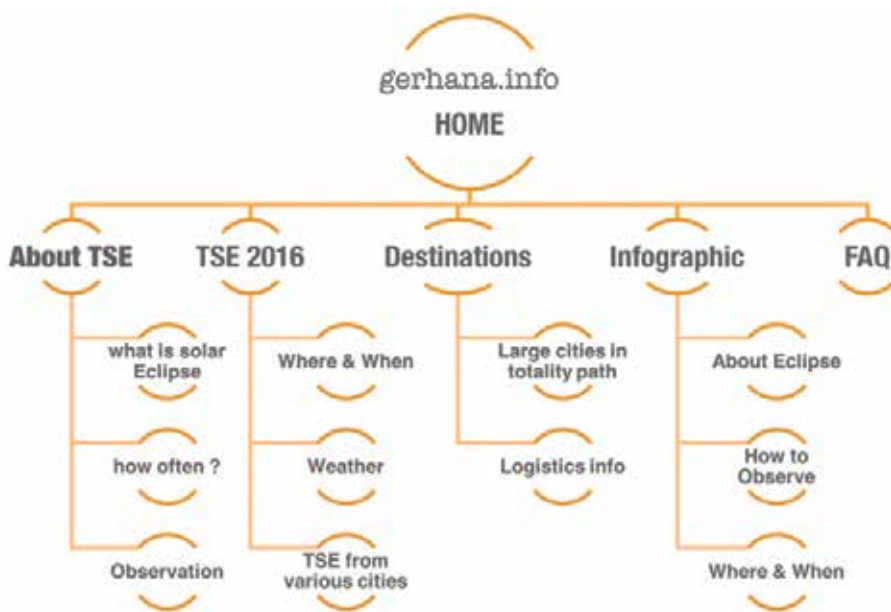 gerhana.info
HOME
About TSE
TSE 2016
Destinations
Infographic
FAQ
what is solar
Eclipse
how often ?
Observation
Where & When
Weather
TSE from
various cities
Large cities in
totality path
Logistics info
About Eclipse
How to
Observe
Where & When